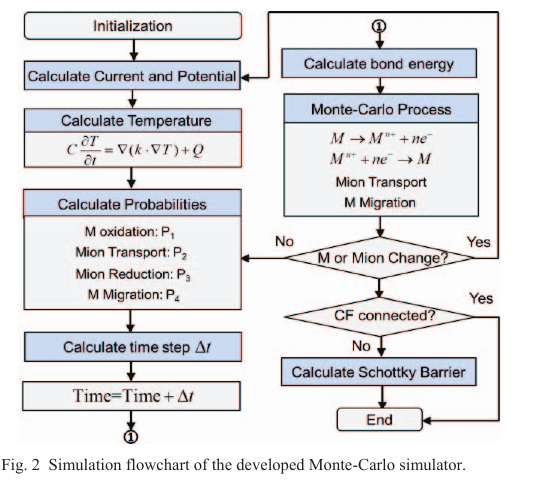 Initialization
Calculate Current and Potential
Calculate Temperature
C ∂T/∂t = ∇(k·∇T)+Q
Calculate Probabilities
M oxidation: P₁
Mion Transport: P₂
Mion Reduction: P₃
M Migration: P₄
Calculate time step Δt
Time=Time + Δt
①
①
Calculate bond energy
Monte-Carlo Process
M → Mⁿ⁺ + ne⁻
Mⁿ⁺ + ne⁻ → M
Mion Transport
M Migration
No
M or Mion Change?
Yes
CF connected?
Yes
No
Calculate Schottky Barrier
End
Fig. 2 Simulation flowchart of the developed Monte-Carlo simulator.